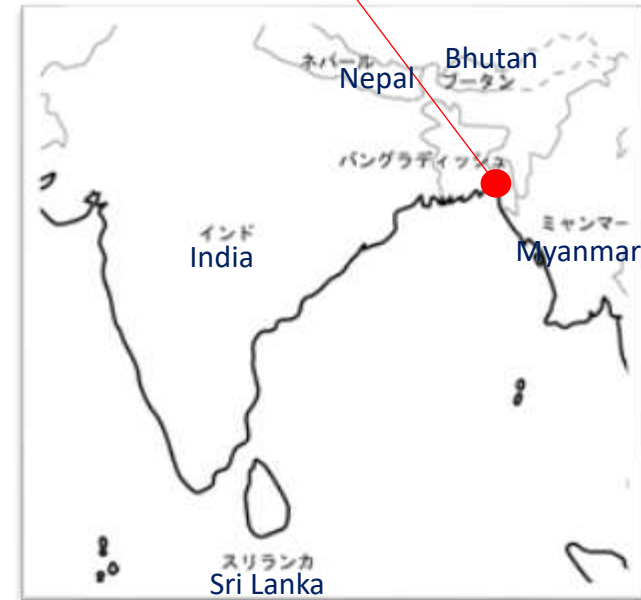 Bhutan
ネパール
Nepal
ブータン
バングラディッシュ
ミャンマー
インド
Myanmar
India
スリランカ
Sri Lanka